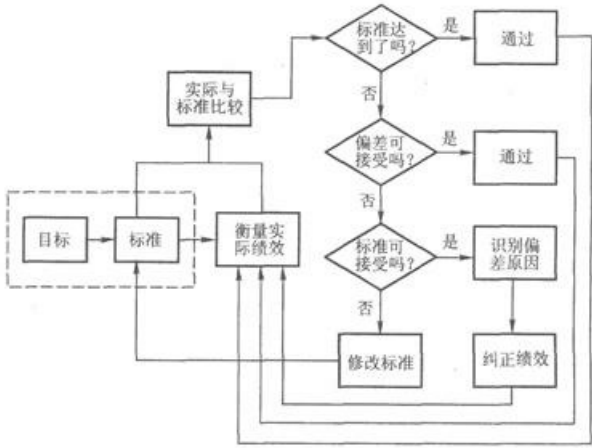 标准达
到了吗?
是
通过
实际与
标准比较
否
偏差可
接受吗?
是
通过
否
目标
标准
衡量实
际绩效
标准可
接受吗?
是
识别偏
差原因
否
修改标准
纠正绩效